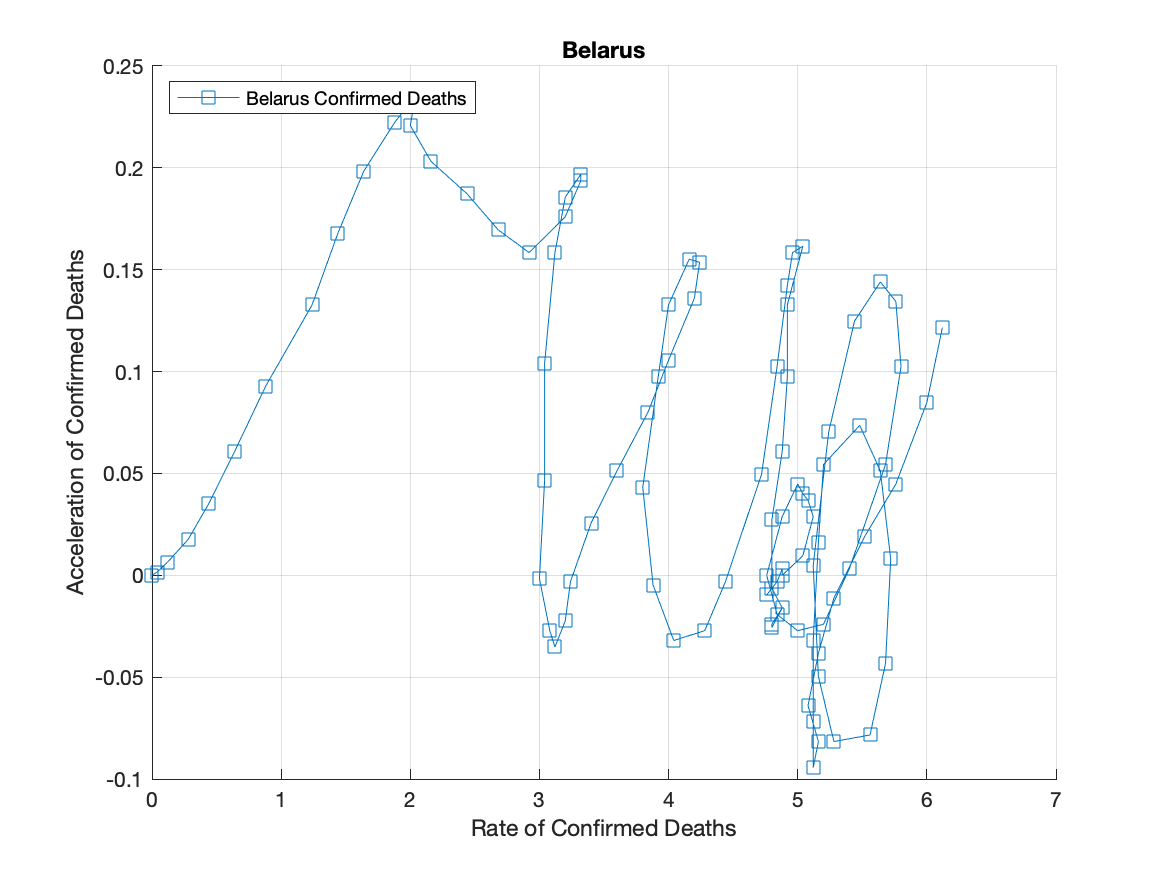 Belarus
0.25
Belarus Confirmed Deaths
0.2
0.15
0.1
0.05
0
-0.05
-0.1
Acceleration of Confirmed Deaths
0 1 2 3 4 5 6 7
Rate of Confirmed Deaths